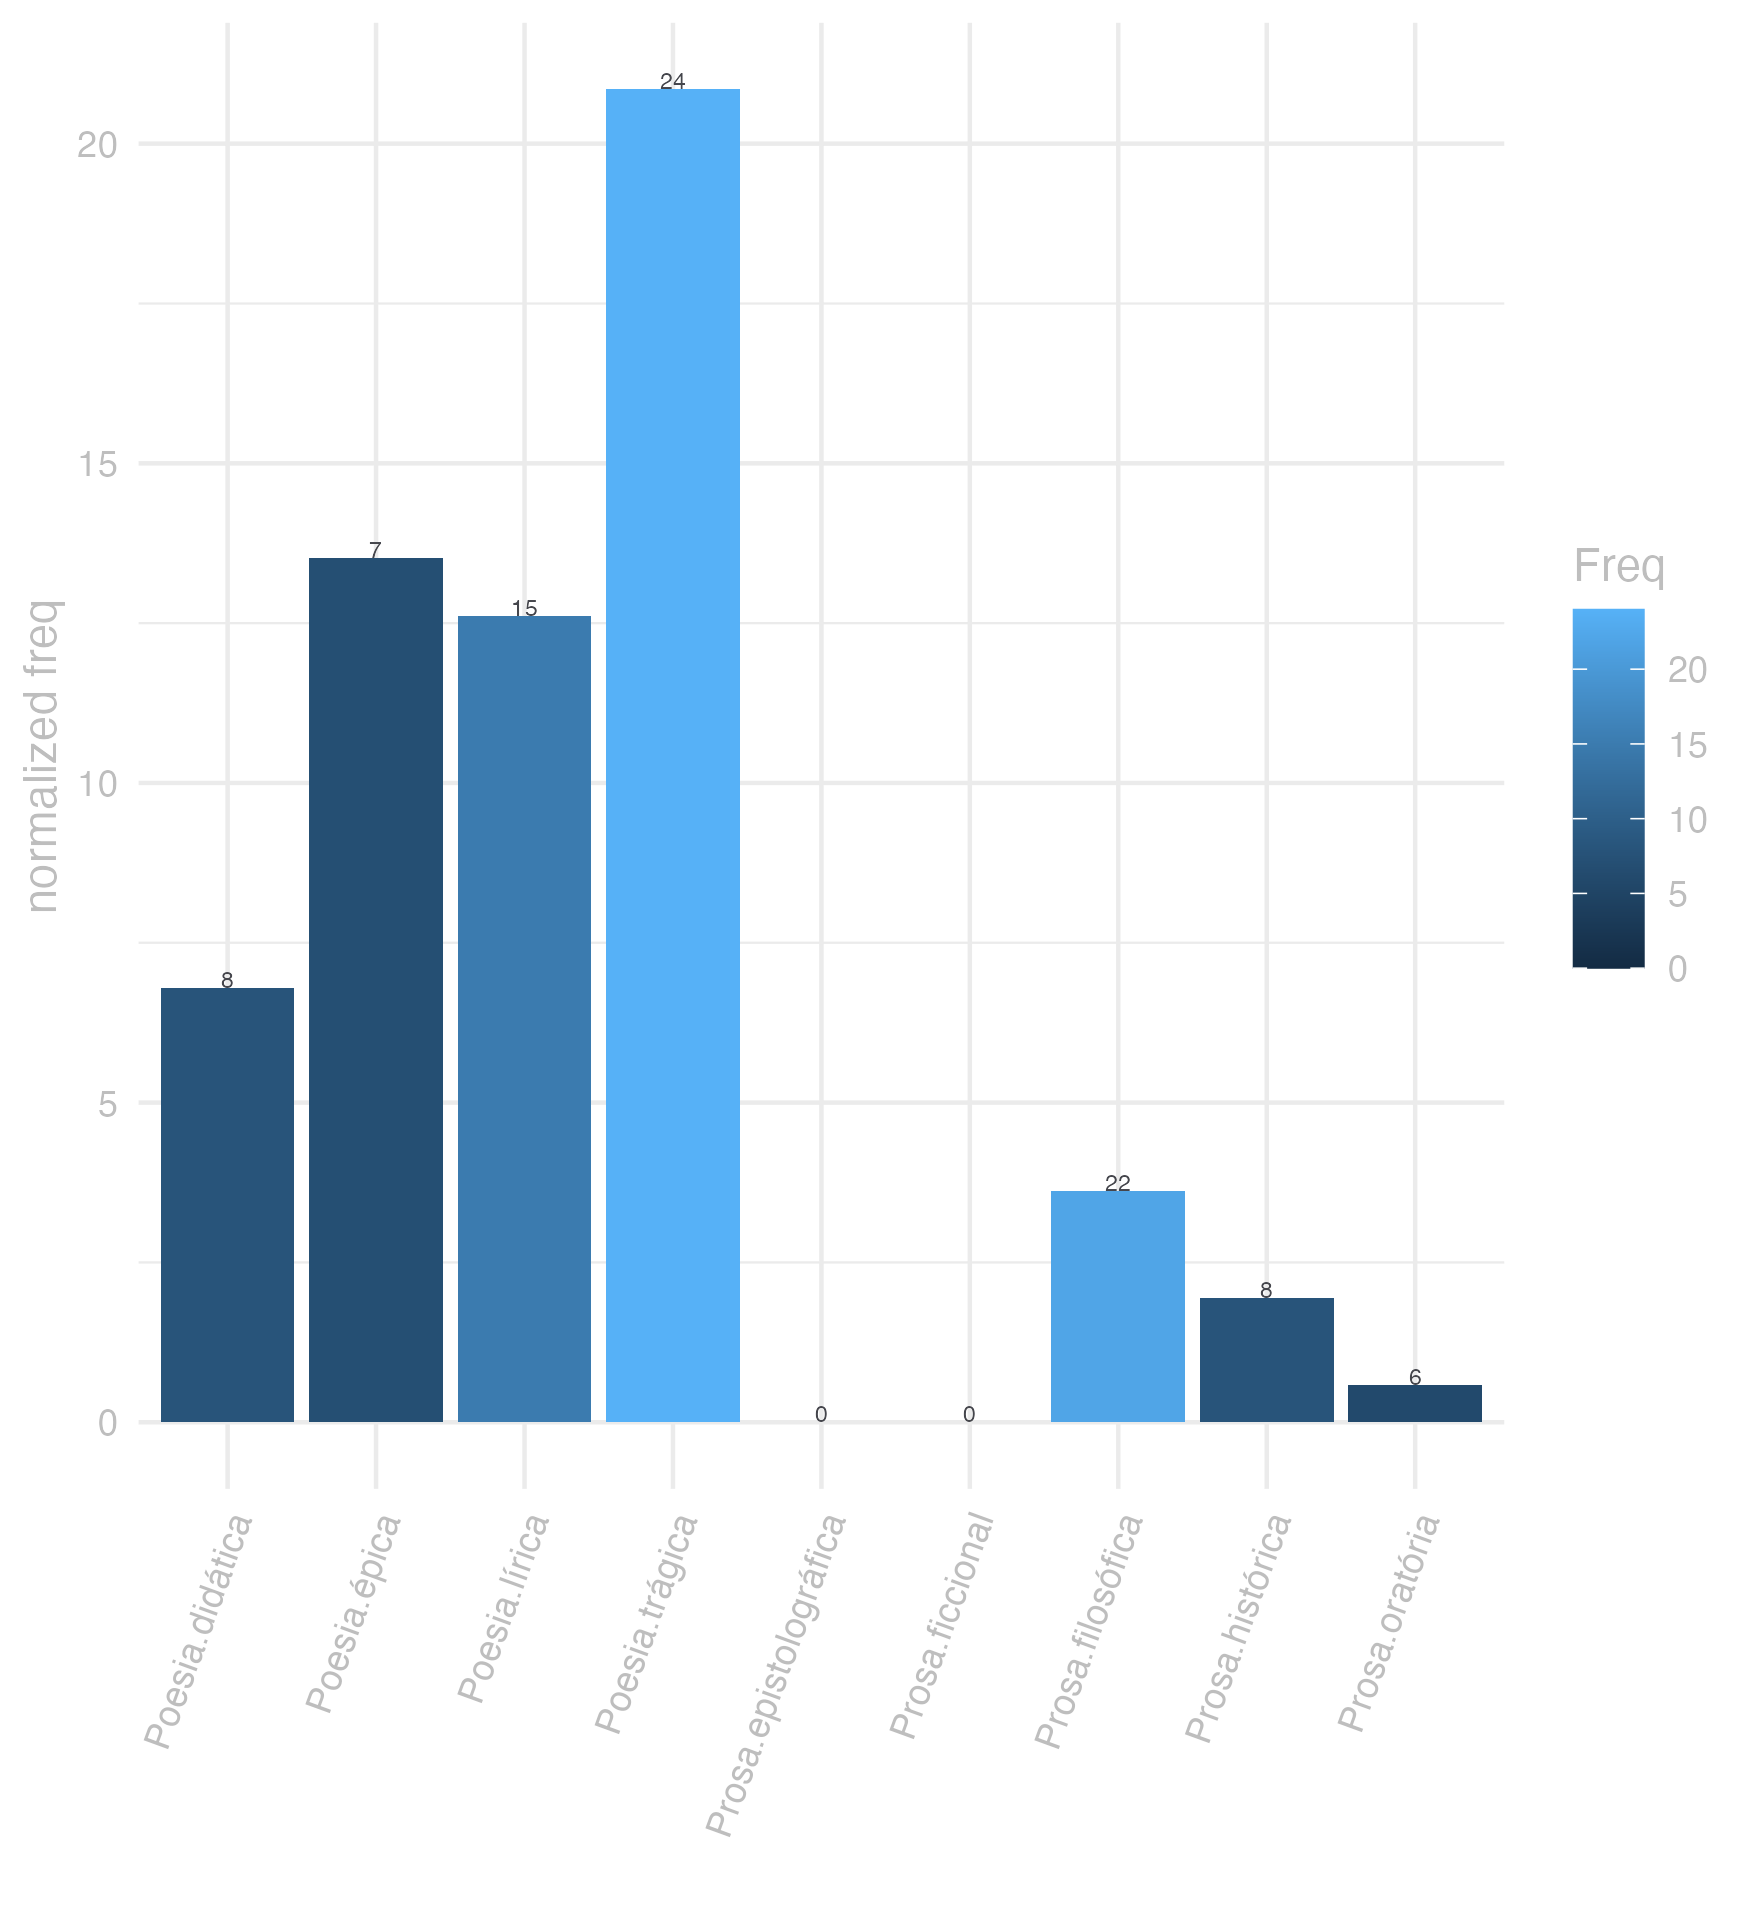 normalized freq
20
15
10
5
0
24
7
15
8
0
0
22
8
6
Poesia.didática
Poesia.épica
Poesia.lírica
Poesia.trágica
Prosa.epistolográfica
Prosa.ficcional
Prosa.filosófica
Prosa.histórica
Prosa.oratória
Freq
20
15
10
5
0